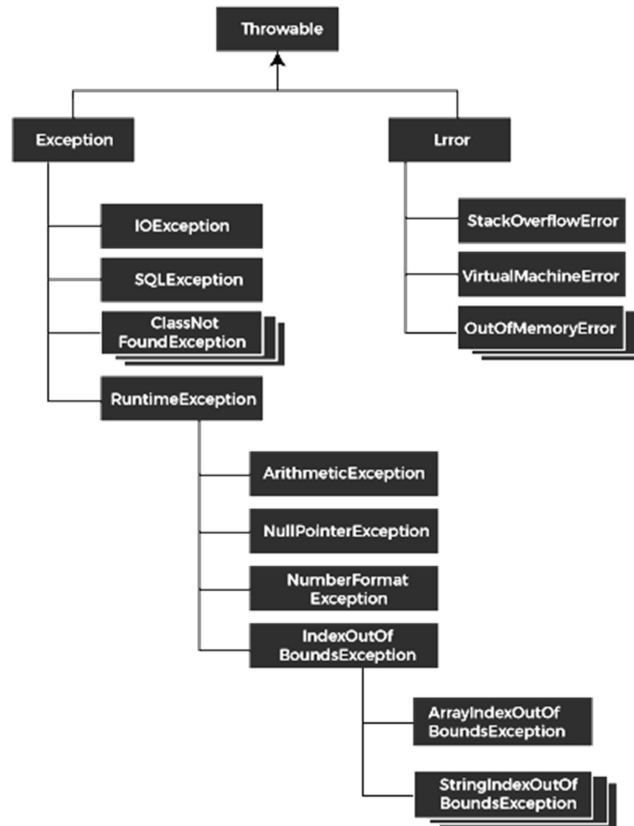 Throwable
Exception
Lrror
IOException
SQLException
ClassNot
FoundException
RuntimeException
StackOverflowError
VirtualMachineError
OutOfMemoryError
ArithmeticException
NullPointerException
NumberFormat
Exception
IndexOutOf
BoundsException
ArrayIndexOutOf
BoundsException
StringIndexOutOf
BoundsException